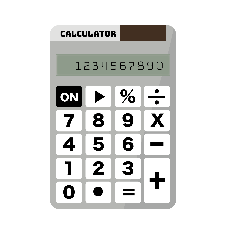 CALCULATOR
1234567890
ON ▶ % ÷
7 8 9 X
4 5 6 −
1 2 3 +
0 • =